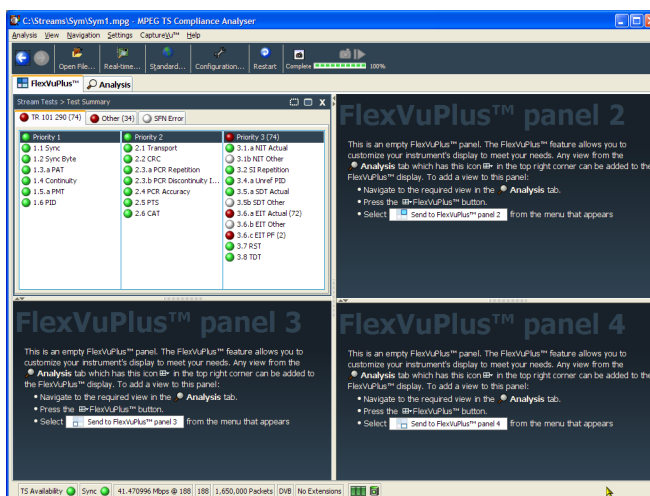 C:\Streams\Sym\Sym1.mpg - MPEG TS Compliance Analyser
Analysis View Navigation Settings CaptureVu™ Help
Open File... Real-time... Standard... Configuration... Restart Complete 100%
FlexVuPlus™ Analysis
Stream Tests > Test Summary
TR 101 290 (74) Other (34) SFN Error
Priority 1
1.1 Sync
1.2 Sync Byte
1.3.a PAT
1.4 Continuity
1.5.a PMT
1.6 PID
Priority 2
2.1 Transport
2.2 CRC
2.3.a PCR Repetition
2.3.b PCR Discontinuity I...
2.4 PCR Accuracy
2.5 PTS
2.6 CAT
Priority 3 (74)
3.1.a NIT Actual
3.1b NIT Other
3.2 SI Repetition
3.4.a Unref PID
3.5.a SDT Actual
3.5b SDT Other
3.6.a EIT Actual (72)
3.6.b EIT Other
3.6.c EIT PF (2)
3.7 RST
3.8 TDT
FlexVuPlus™ panel 2
This is an empty FlexVuPlus™ panel. The FlexVuPlus™ feature allows you to
customize your instrument's display to meet your needs. Any view from the
Analysis tab which has this icon in the top right corner can be added to the
FlexVuPlus™ display. To add a view to this panel:
• Navigate to the required view in the Analysis tab.
• Press the FlexVuPlus™ button.
• Select Send to FlexVuPlus™ panel 2 from the menu that appears
FlexVuPlus™ panel 3
This is an empty FlexVuPlus™ panel. The FlexVuPlus™ feature allows you to
customize your instrument's display to meet your needs. Any view from the
Analysis tab which has this icon in the top right corner can be added to
the FlexVuPlus™ display. To add a view to this panel:
• Navigate to the required view in the Analysis tab.
• Press the FlexVuPlus™ button.
• Select Send to FlexVuPlus™ panel 3 from the menu that appears
FlexVuPlus™ panel 4
This is an empty FlexVuPlus™ panel. The FlexVuPlus™ feature allows you to
customize your instrument's display to meet your needs. Any view from the
Analysis tab which has this icon in the top right corner can be added to the
FlexVuPlus™ display. To add a view to this panel:
• Navigate to the required view in the Analysis tab.
• Press the FlexVuPlus™ button.
• Select Send to FlexVuPlus™ panel 4 from the menu that appears
TS Availability Sync 41.470996 Mbps @ 188 188 1,650,000 Packets DVB No Extensions